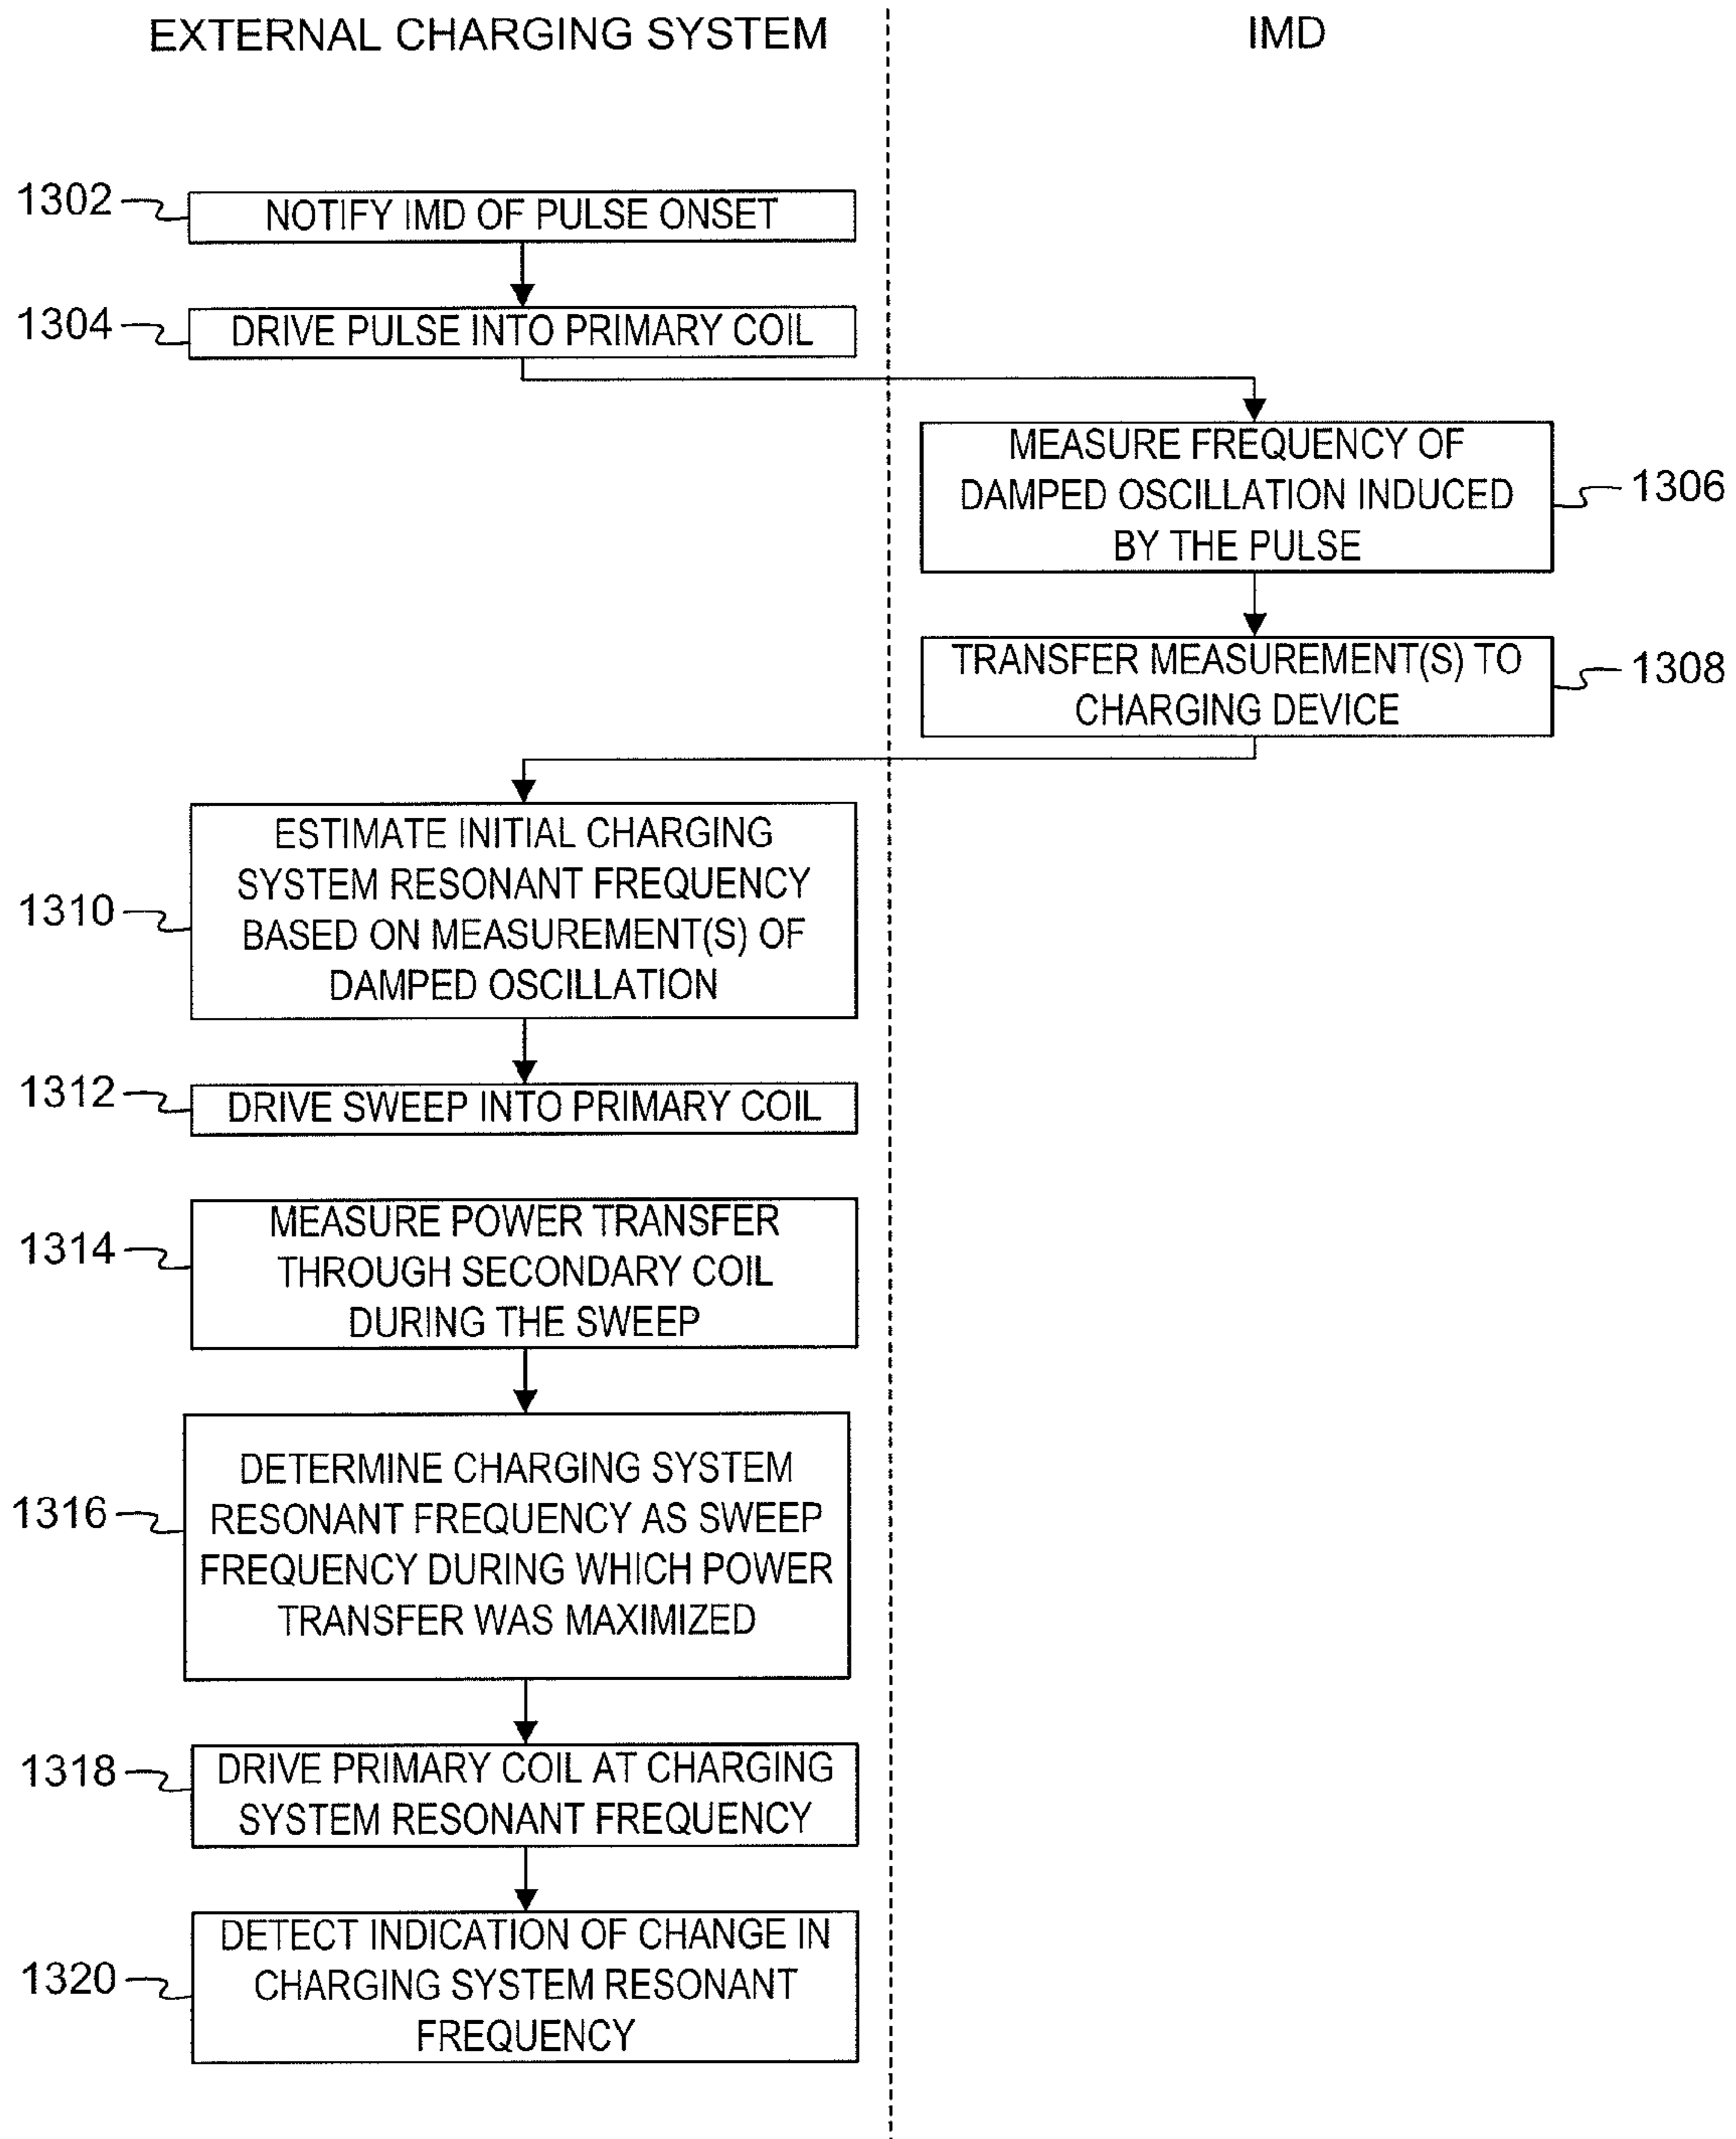 EXTERNAL CHARGING SYSTEM
IMD
1302
NOTIFY IMD OF PULSE ONSET
1304
DRIVE PULSE INTO PRIMARY COIL
MEASURE FREQUENCY OF
DAMPED OSCILLATION INDUCED
BY THE PULSE
1306
TRANSFER MEASUREMENT(S) TO
CHARGING DEVICE
1308
1310
ESTIMATE INITIAL CHARGING
SYSTEM RESONANT FREQUENCY
BASED ON MEASUREMENT(S) OF
DAMPED OSCILLATION
1312
DRIVE SWEEP INTO PRIMARY COIL
1314
MEASURE POWER TRANSFER
THROUGH SECONDARY COIL
DURING THE SWEEP
1316
DETERMINE CHARGING SYSTEM
RESONANT FREQUENCY AS SWEEP
FREQUENCY DURING WHICH POWER
TRANSFER WAS MAXIMIZED
1318
DRIVE PRIMARY COIL AT CHARGING
SYSTEM RESONANT FREQUENCY
1320
DETECT INDICATION OF CHANGE IN
CHARGING SYSTEM RESONANT
FREQUENCY